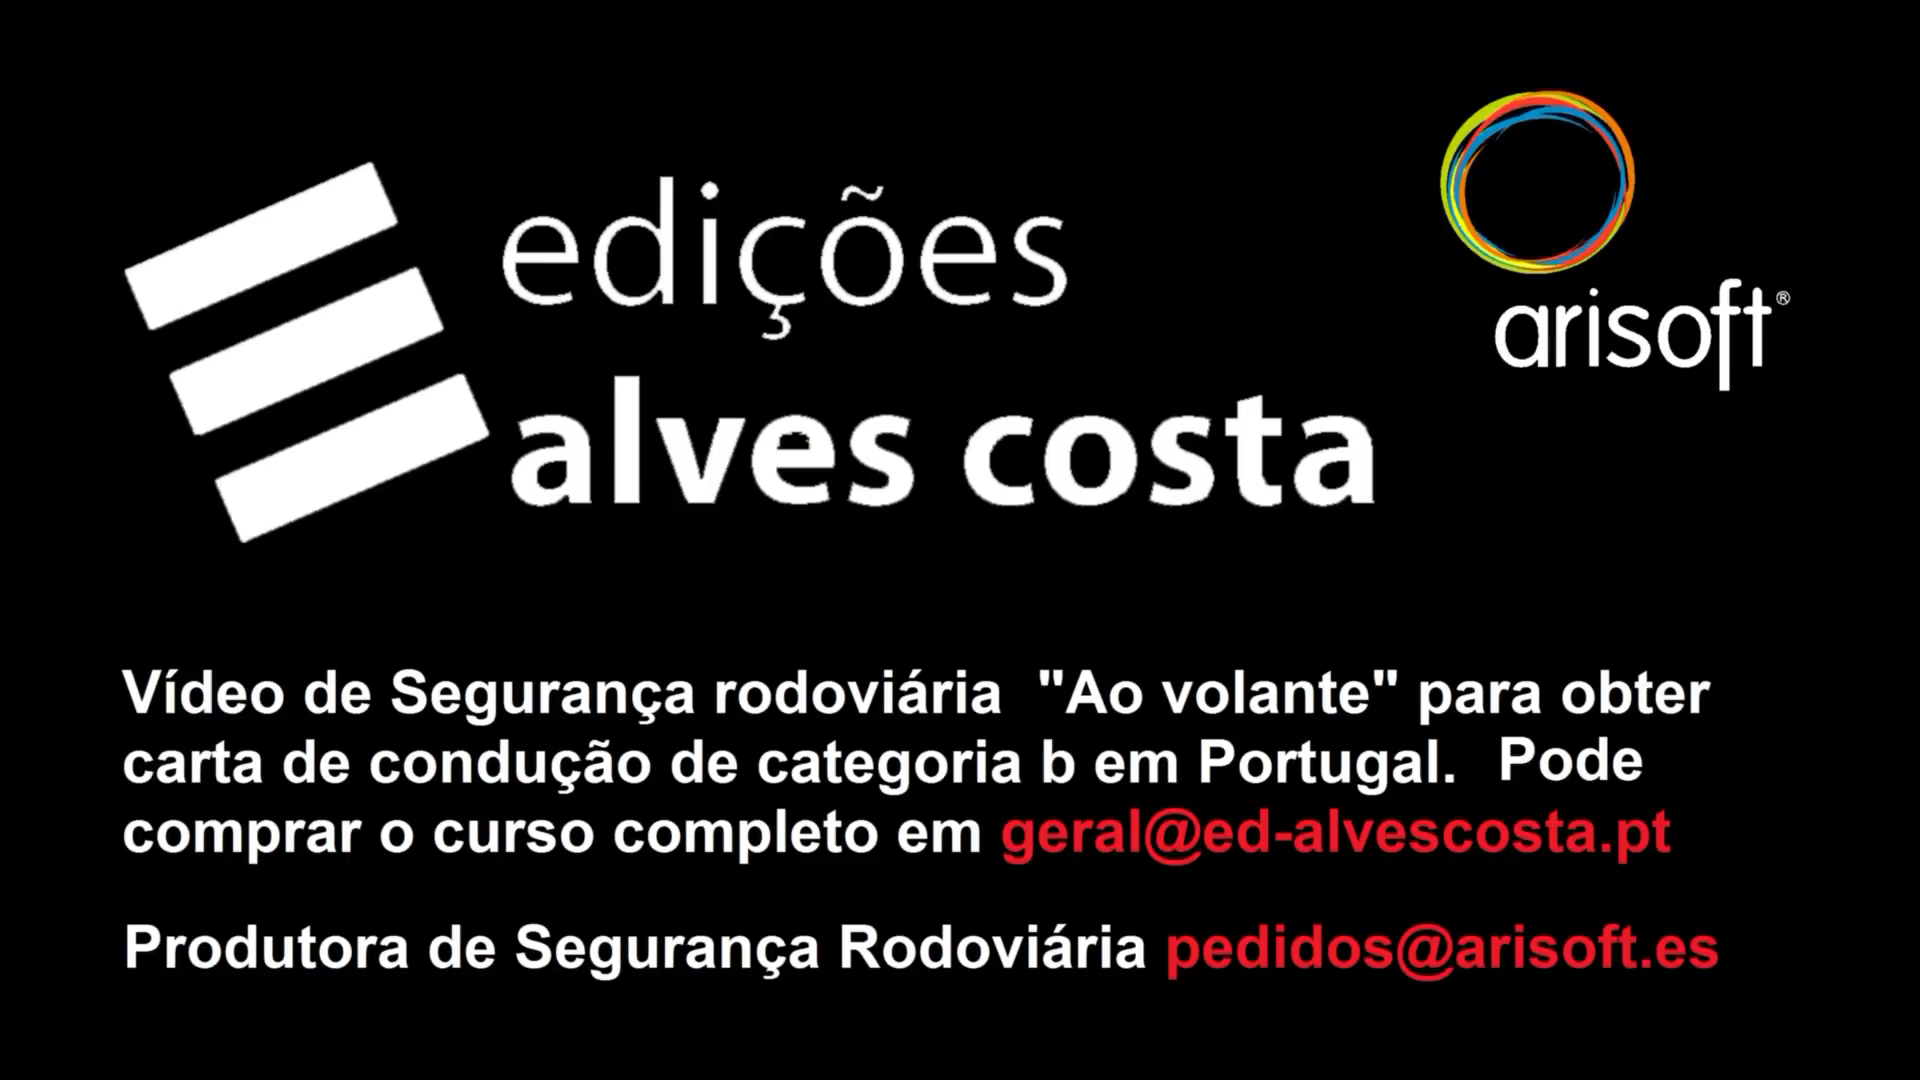 edições
alves costa
arisoft®
Vídeo de Segurança rodoviária "Ao volante" para obter
carta de condução de categoria b em Portugal. Pode
comprar o curso completo em geral@ed-alvescosta.pt
Produtora de Segurança Rodoviária pedidos@arisoft.es